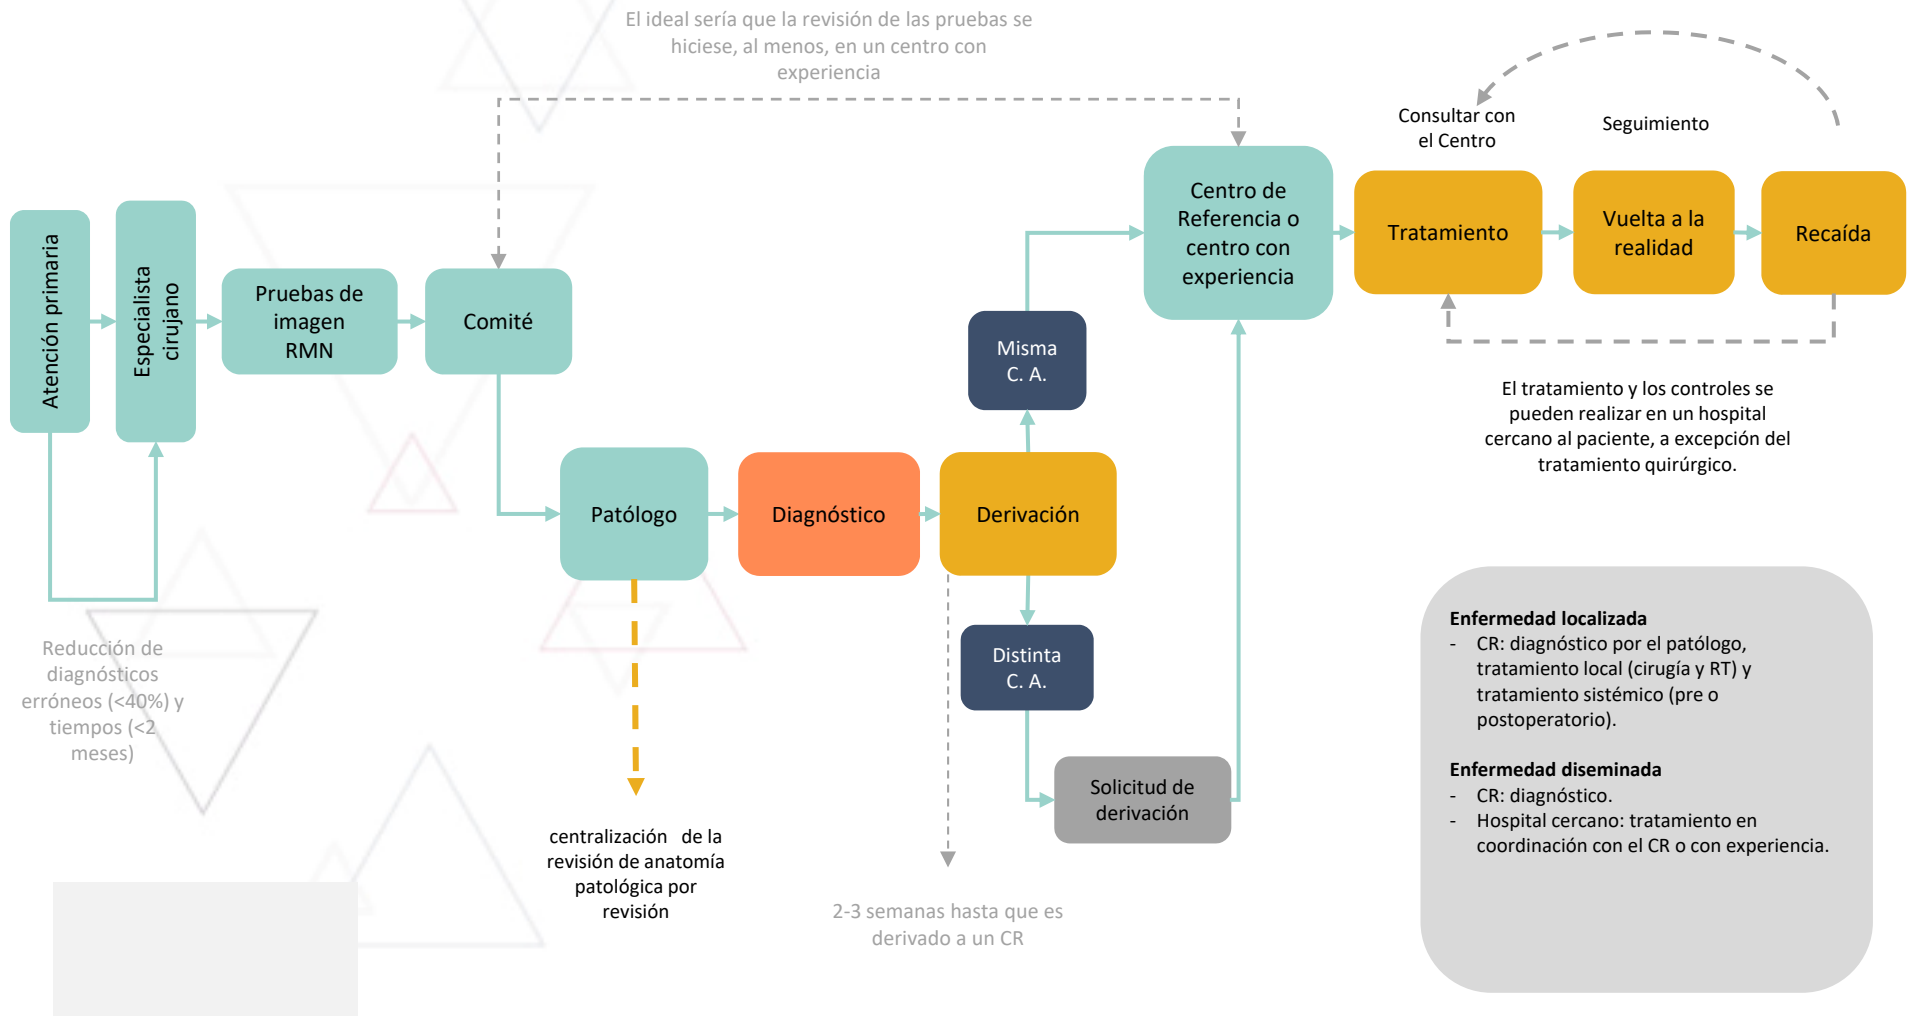 El ideal sería que la revisión de las pruebas se
hiciese, al menos, en un centro con
experiencia
Consultar con
el Centro
Seguimiento
Atención primaria
Especialista
cirujano
Pruebas de
imagen
RMN
Comité
Centro de
Referencia o
centro con
experiencia
Tratamiento
Vuelta a la
realidad
Recaída
Misma
C. A.
El tratamiento y los controles se
pueden realizar en un hospital
cercano al paciente, a excepción del
tratamiento quirúrgico.
Patólogo
Diagnóstico
Derivación
Distinta
C. A.
Solicitud de
derivación
Reducción de
diagnósticos
erróneos (<40%) y
tiempos (<2
meses)
centralización de la
revisión de anatomía
patológica por
revisión
2-3 semanas hasta que es
derivado a un CR
Enfermedad localizada
- CR: diagnóstico por el patólogo,
tratamiento local (cirugía y RT) y
tratamiento sistémico (pre o
postoperatorio).
Enfermedad diseminada
- CR: diagnóstico.
- Hospital cercano: tratamiento en
coordinación con el CR o con experiencia.